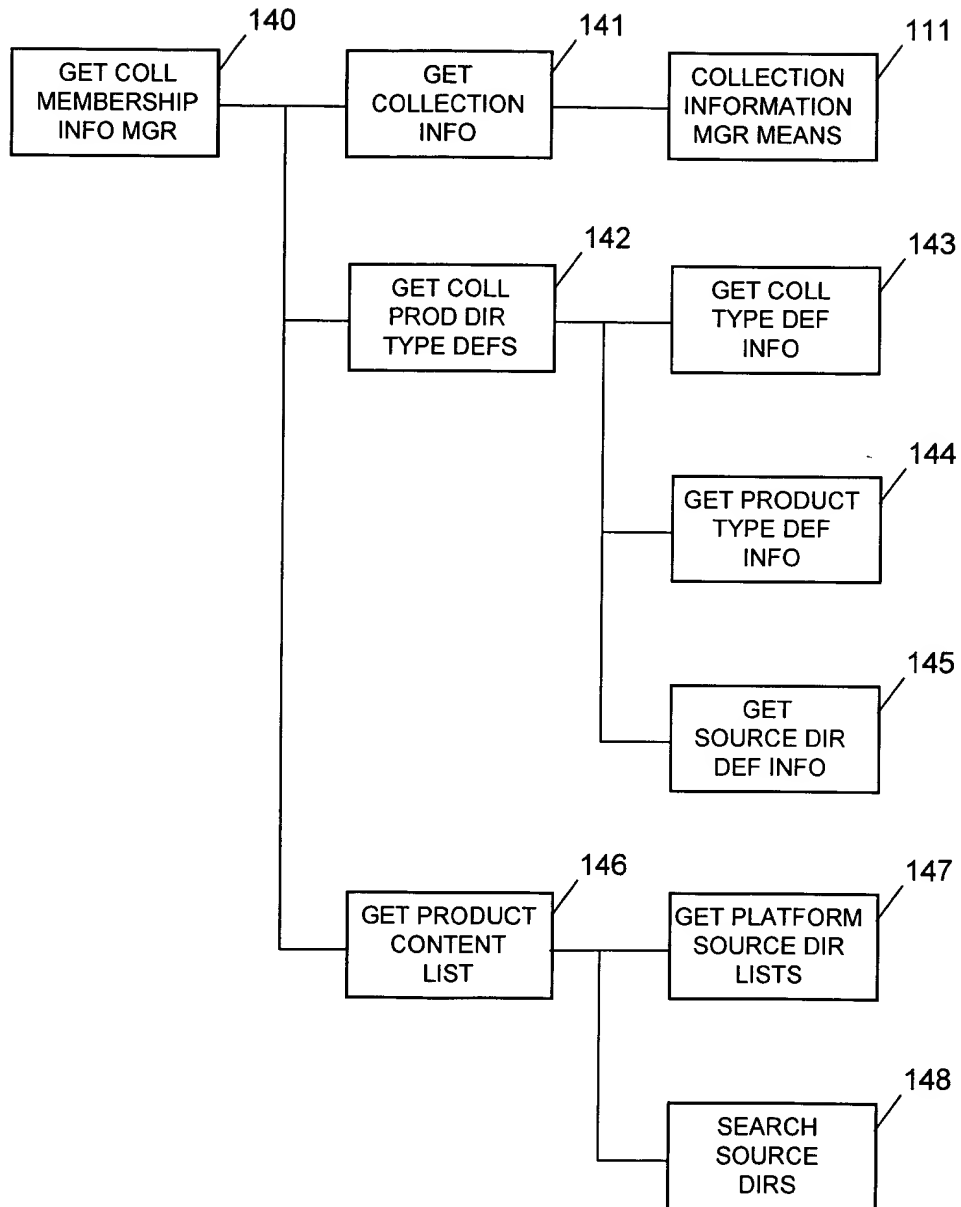 140
GET COLL
MEMBERSHIP
INFO MGR
141
GET
COLLECTION
INFO
111
COLLECTION
INFORMATION
MGR MEANS
142
GET COLL
PROD DIR
TYPE DEFS
143
GET COLL
TYPE DEF
INFO
144
GET PRODUCT
TYPE DEF
INFO
145
GET
SOURCE DIR
DEF INFO
146
GET PRODUCT
CONTENT
LIST
147
GET PLATFORM
SOURCE DIR
LISTS
148
SEARCH
SOURCE
DIRS